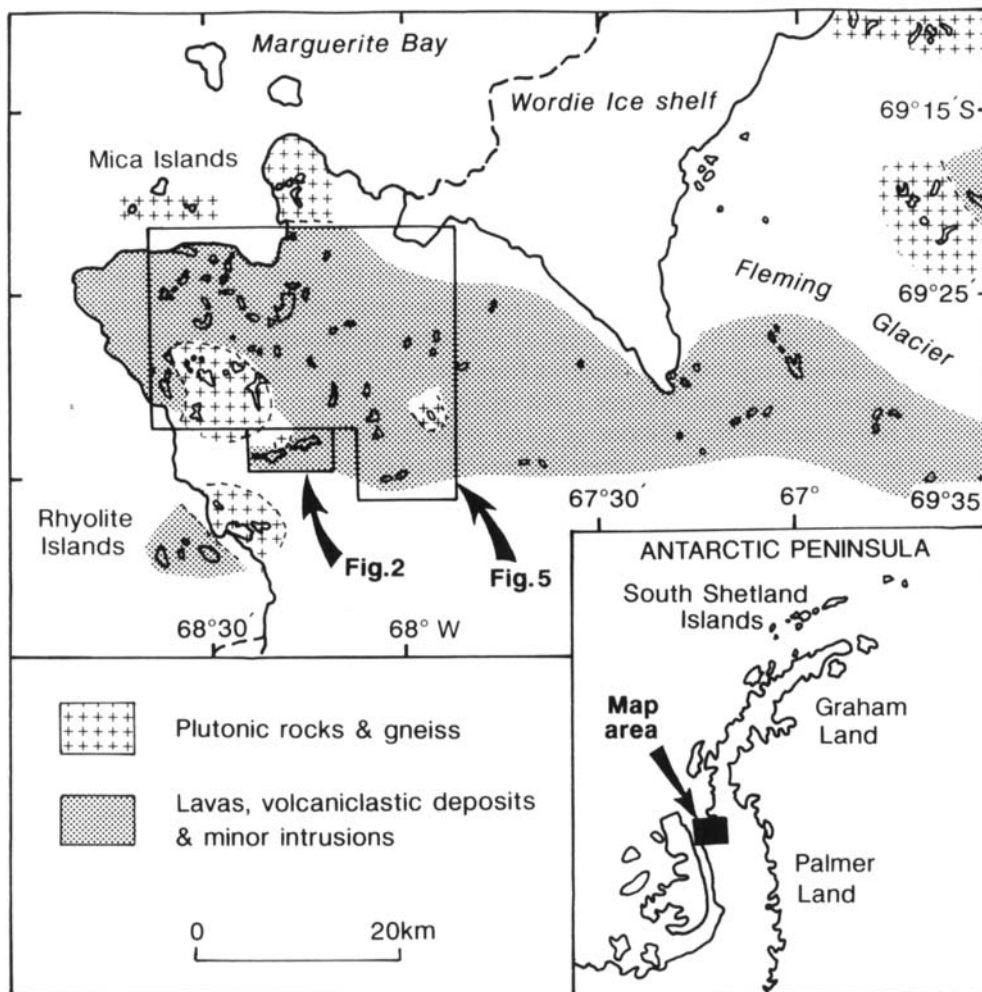 Marguerite Bay
Wordie Ice shelf
69°15´S
Mica Islands
Fleming
Glacier
69°25´
Rhyolite
Islands
Fig.2
Fig.5
67°30´
67°
69°35
68°30´
68° W
Plutonic rocks & gneiss
Lavas, volcaniclastic deposits
& minor intrusions
0
20km
ANTARCTIC PENINSULA
South Shetland
Islands
Map
area
Graham
Land
Palmer
Land